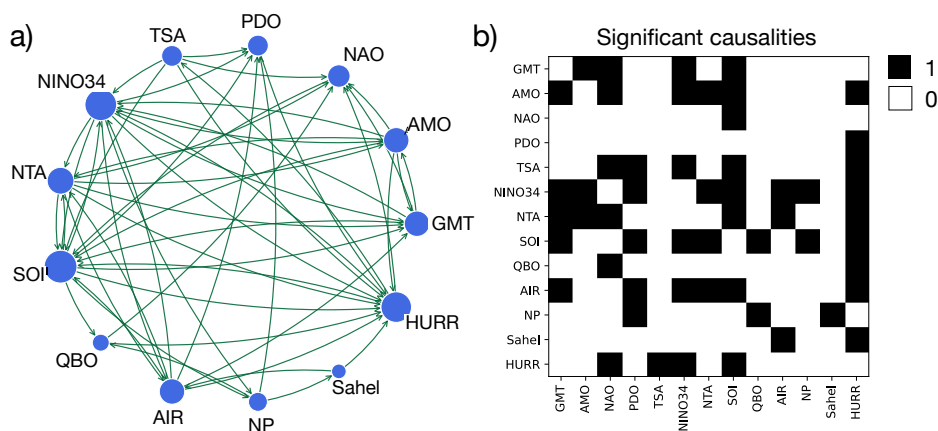 a)
TSA
PDO
NAO
NINO34
AMO
NTA
GMT
SOI
HURR
QBO
Sahel
AIR
NP
b)
Significant causalities
GMT
AMO
NAO
PDO
TSA
NINO34
NTA
SOI
QBO
AIR
NP
Sahel
HURR
GMT
AMO
NAO
PDO
TSA
NINO34
NTA
SOI
QBO
AIR
NP
Sahel
HURR
1
0